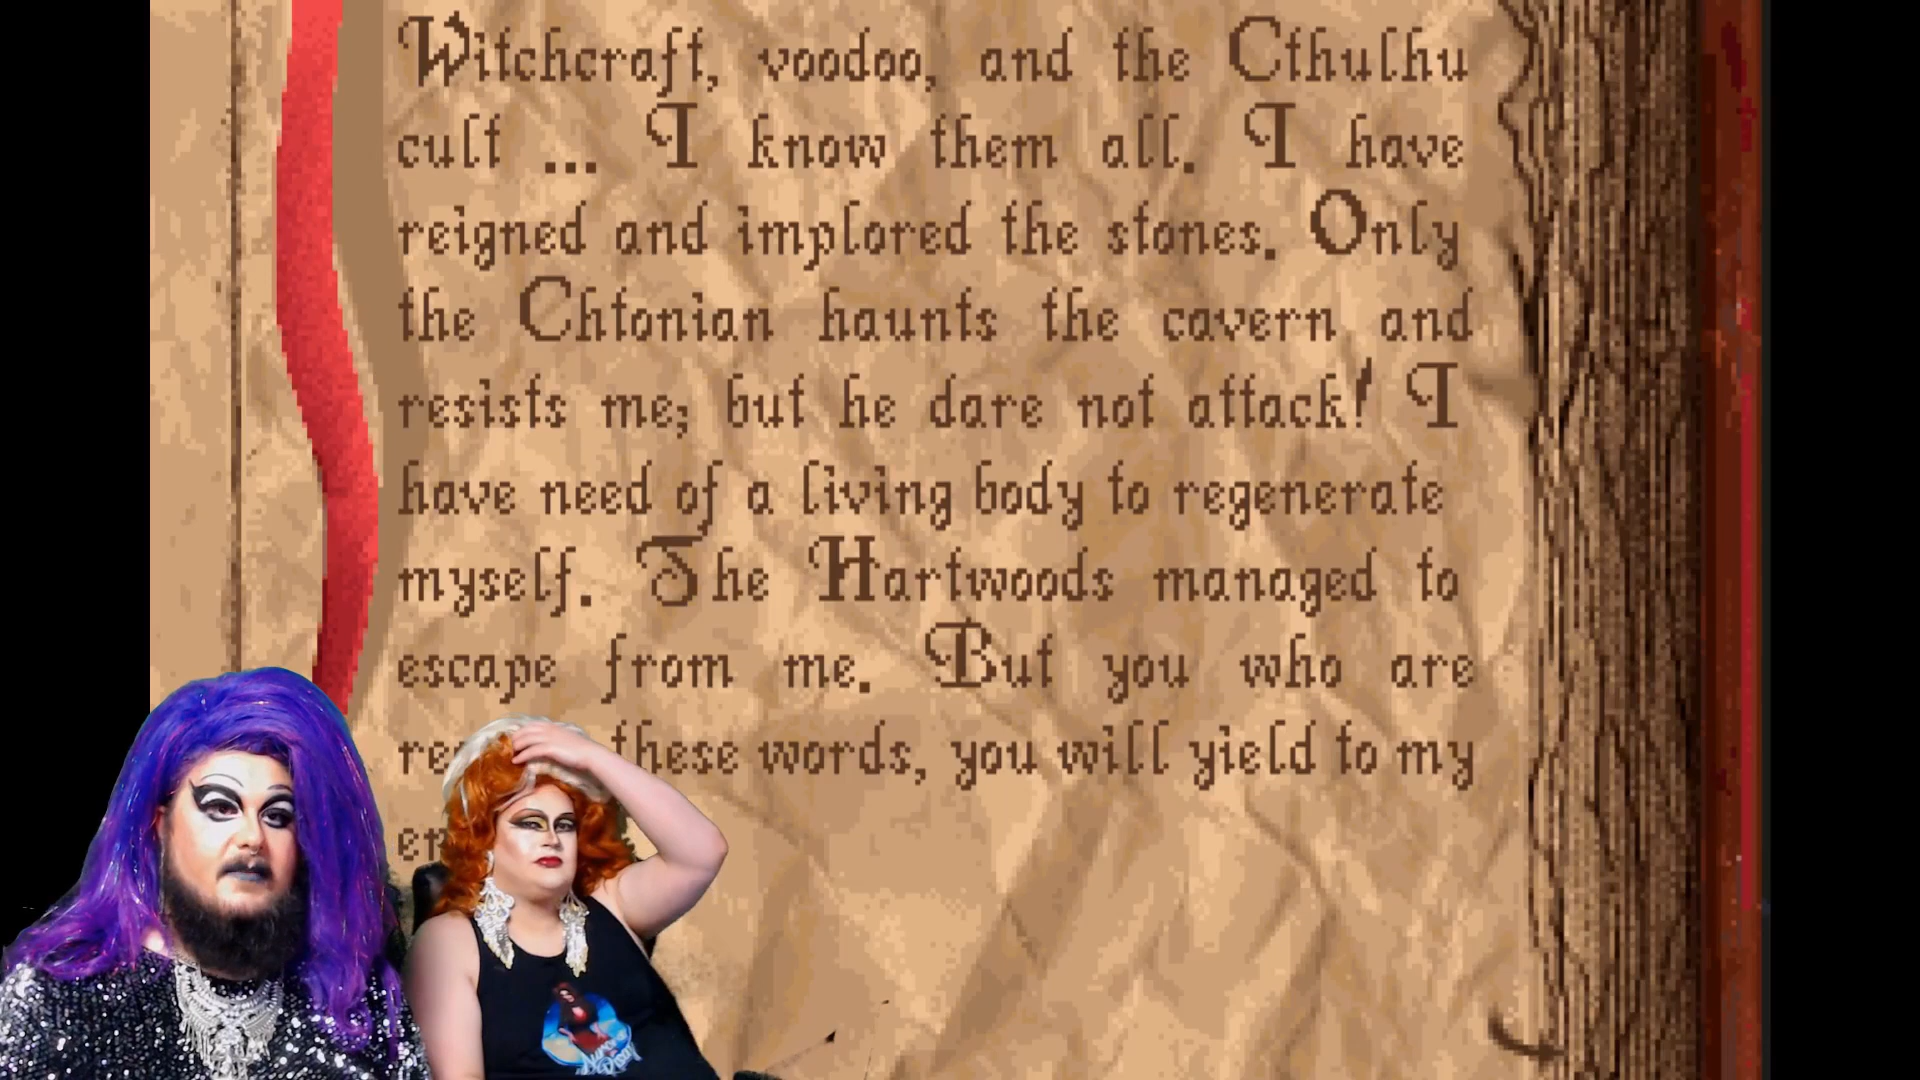 Witchcraft, voodoo, and the Cthulhu
cult ... I know them all. I have
reigned and implored the stones. Only
the Chtonian haunts the cavern and
resists me; but he dare not attack! I
have need of a living body to regenerate
myself. The Hartwoods managed to
escape from me. But you who are
these words, you will yield to my